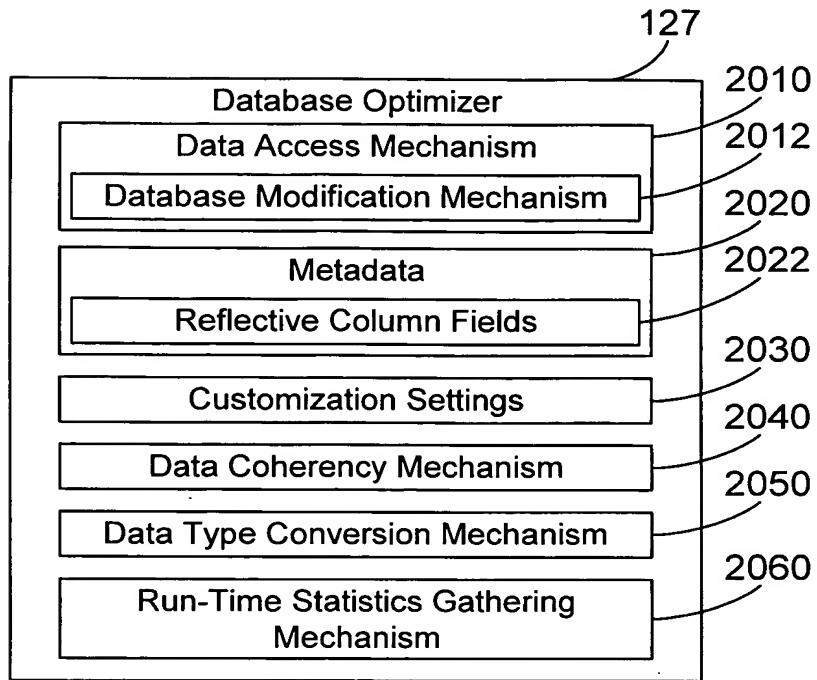 127
Database Optimizer
2010
Data Access Mechanism
2012
Database Modification Mechanism
2020
Metadata
2022
Reflective Column Fields
2030
Customization Settings
2040
Data Coherency Mechanism
2050
Data Type Conversion Mechanism
2060
Run-Time Statistics Gathering
Mechanism